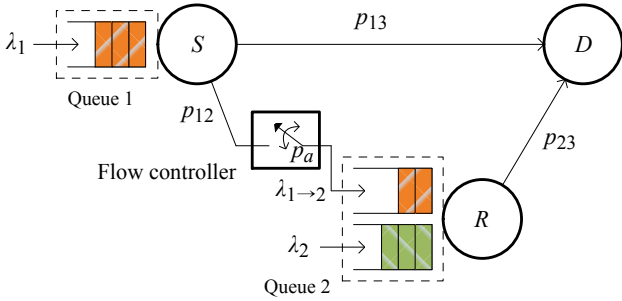 p13
λ1
S
D
Queue 1
p12
pa
p23
Flow controller
λ1→2
R
λ2
Queue 2